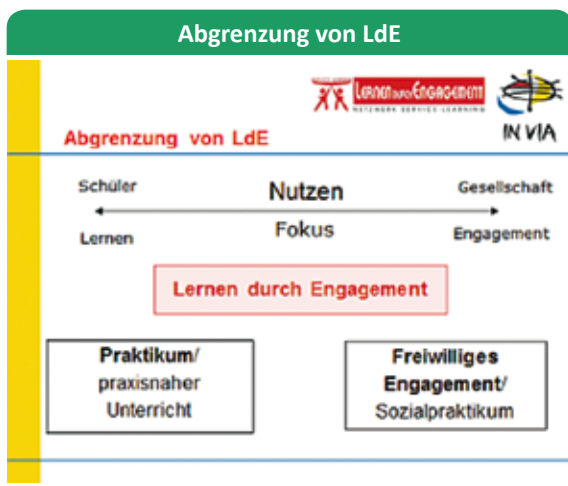 Abgrenzung von LdE
LERNEN DURCH ENGAGEMENT
NETZWERK SERVICE LEARNING
IN VIA
Abgrenzung von LdE
Schüler Nutzen Gesellschaft
Lernen Fokus Engagement
Lernen durch Engagement
Praktikum/
praxisnaher
Unterricht
Freiwilliges
Engagement/
Sozialpraktikum